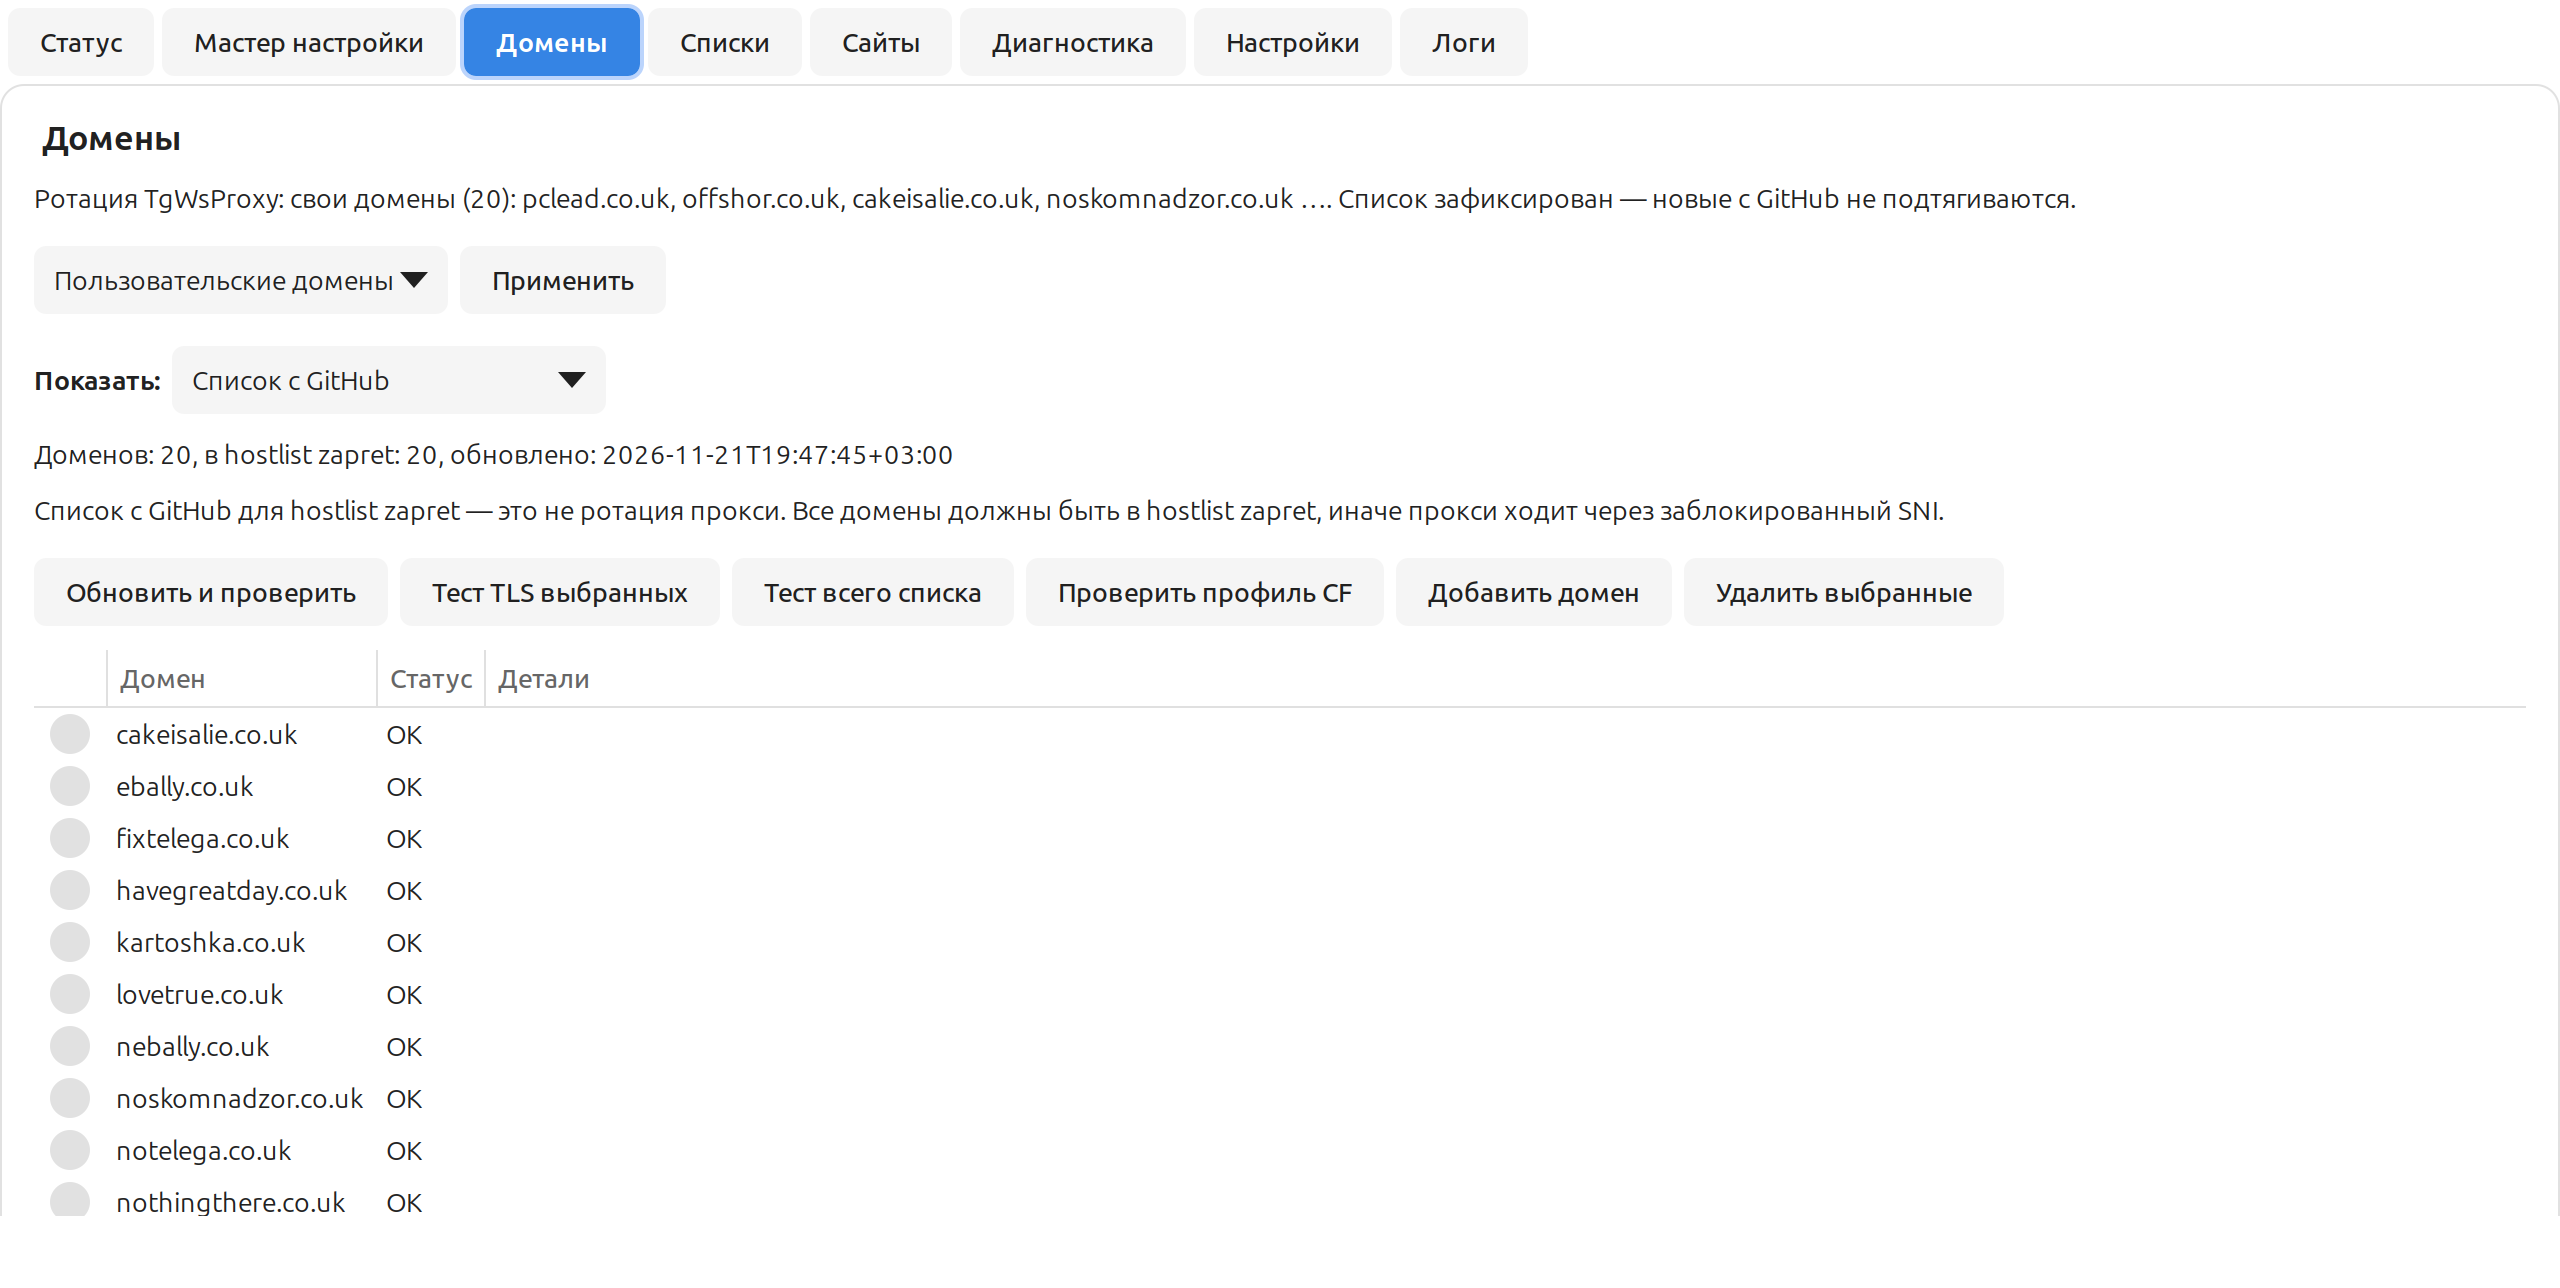 Статус Мастер настройки Домены Списки Сайты Диагностика Настройки Логи
Домены
Ротация TgWsProxy: свои домены (20): pclead.co.uk, offshor.co.uk, cakeisalie.co.uk, noskomnadzor.co.uk .... Список зафиксирован — новые с GitHub не подтягиваются.
Пользовательские домены Применить
Показать: Список с GitHub
Доменов: 20, в hostlist zapret: 20, обновлено: 2026-11-21T19:47:45+03:00
Список с GitHub для hostlist zapret — это не ротация прокси. Все домены должны быть в hostlist zapret, иначе прокси ходит через заблокированный SNI.
Обновить и проверить Тест TLS выбранных Тест всего списка Проверить профиль CF Добавить домен Удалить выбранные
Домен Статус Детали
cakeisalie.co.uk OK
ebally.co.uk OK
fixtelega.co.uk OK
havegreatday.co.uk OK
kartoshka.co.uk OK
lovetrue.co.uk OK
nebally.co.uk OK
noskomnadzor.co.uk OK
notelega.co.uk OK
nothingthere.co.uk OK